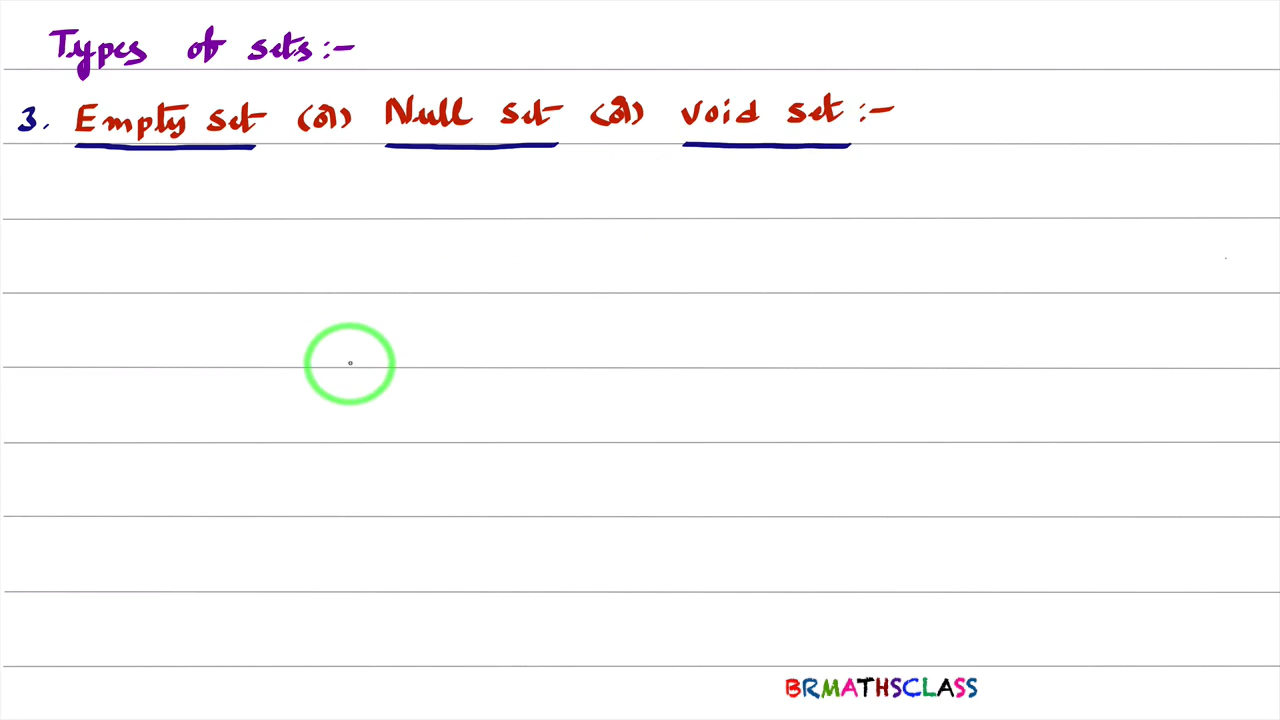 Types of sets:-
3. Empty set (or) Null set (or) void set:-
BRMATHSCLASS